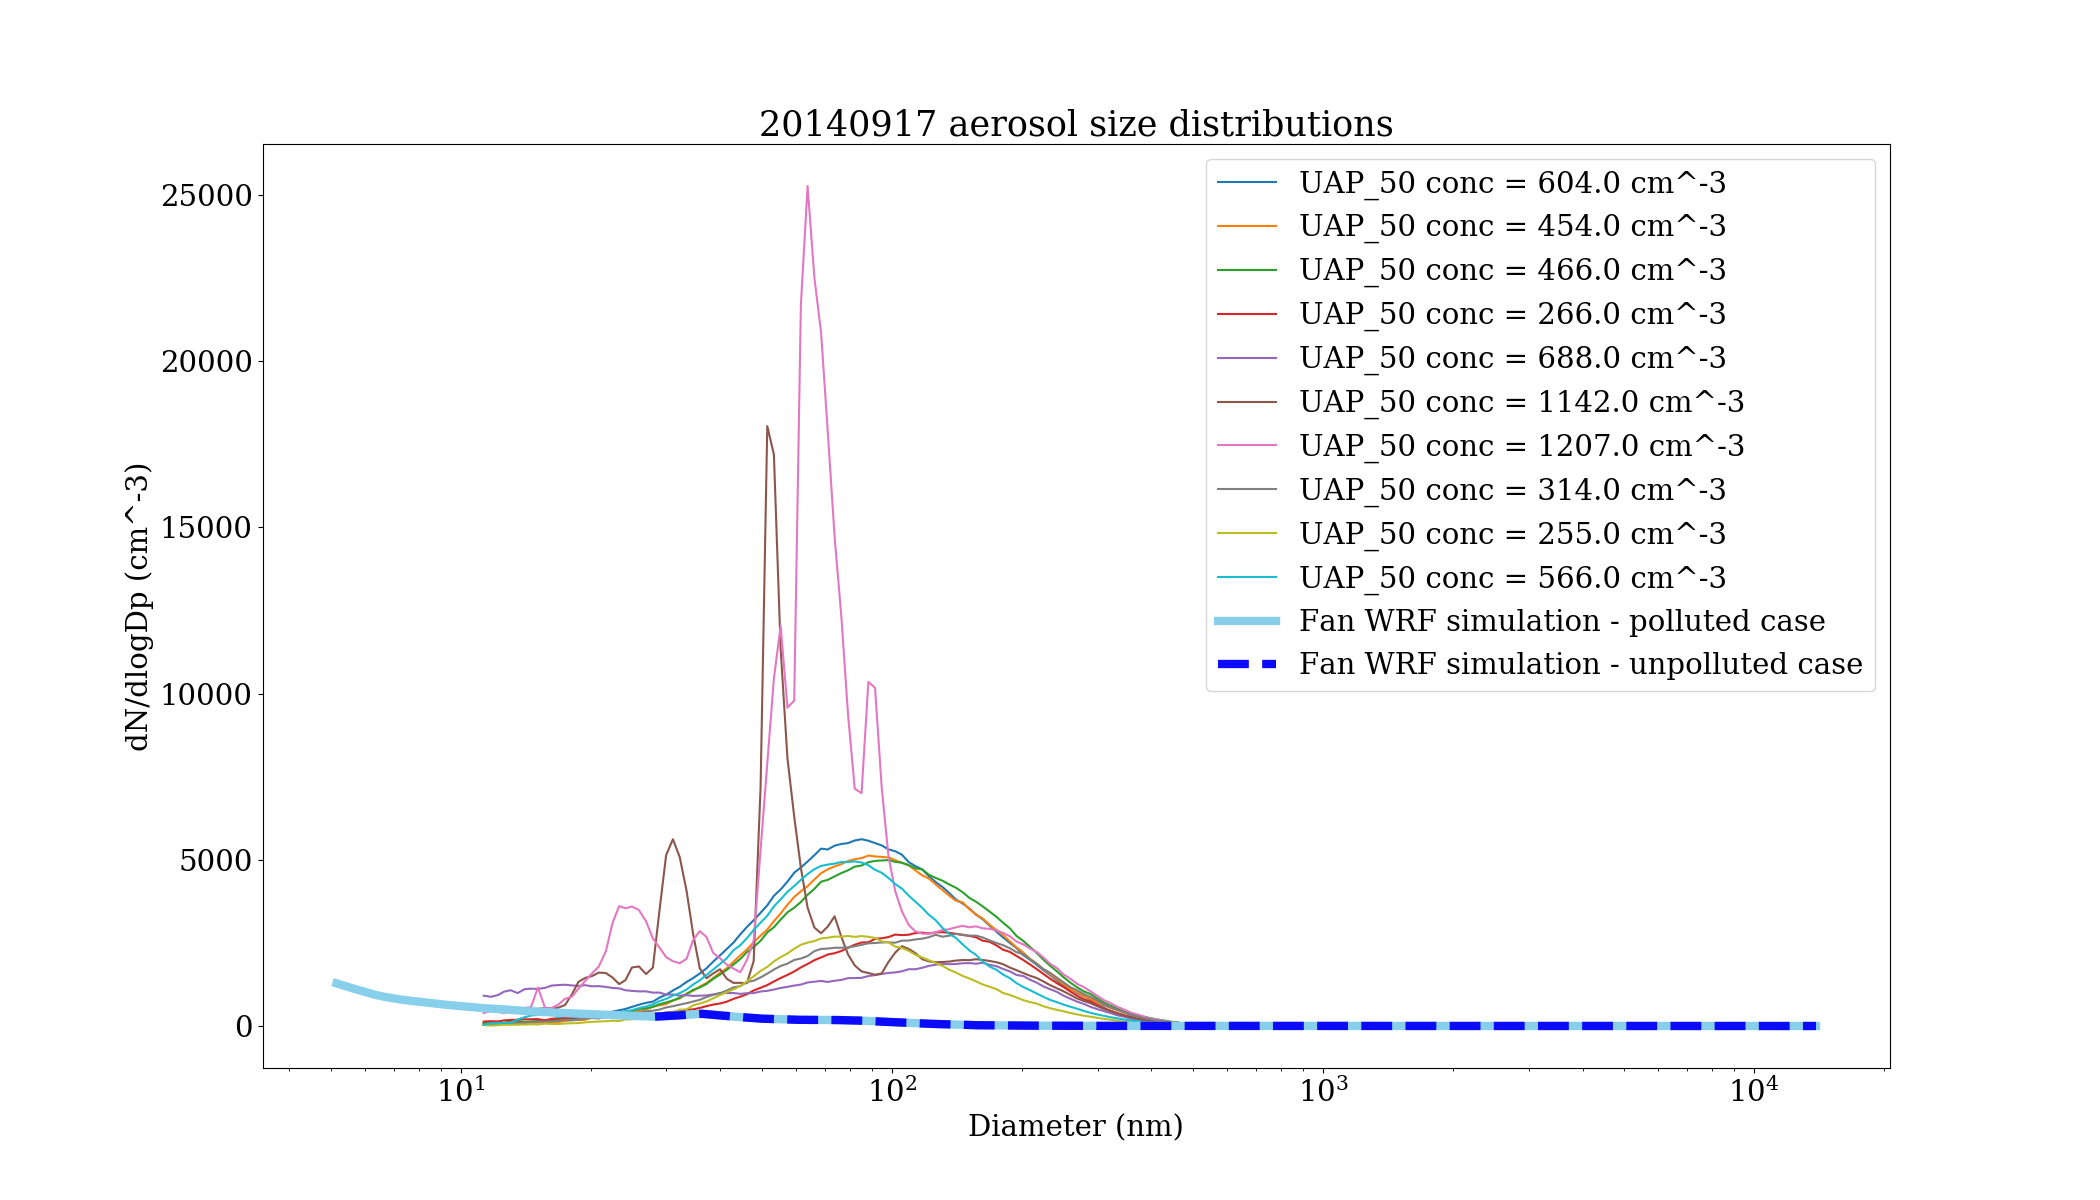 20140917 aerosol size distributions
25000
20000
15000
10000
5000
0
dN/dlogDp (cm^-3)
UAP_50 conc = 604.0 cm^-3
UAP_50 conc = 454.0 cm^-3
UAP_50 conc = 466.0 cm^-3
UAP_50 conc = 266.0 cm^-3
UAP_50 conc = 688.0 cm^-3
UAP_50 conc = 1142.0 cm^-3
UAP_50 conc = 1207.0 cm^-3
UAP_50 conc = 314.0 cm^-3
UAP_50 conc = 255.0 cm^-3
UAP_50 conc = 566.0 cm^-3
Fan WRF simulation - polluted case
Fan WRF simulation - unpolluted case
10¹ 10² 10³ 10⁴
Diameter (nm)